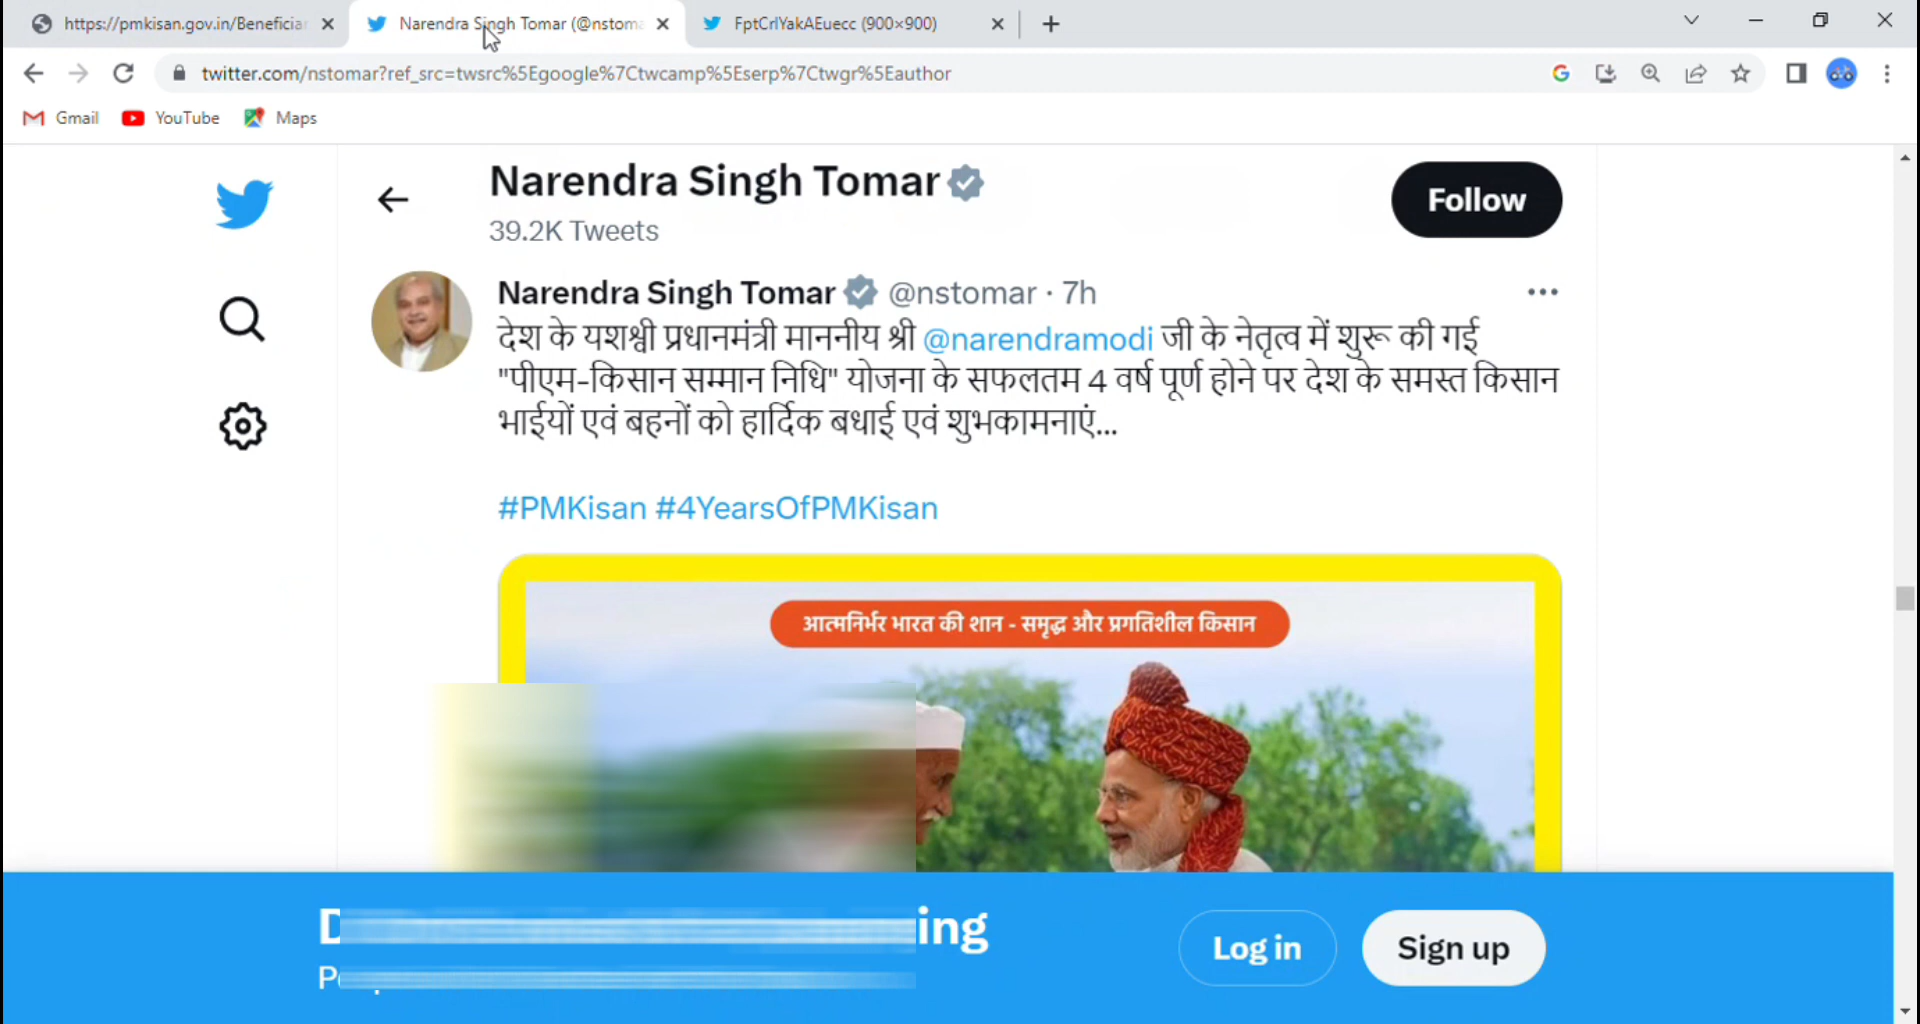 https://pmkisan.gov.in/Beneficiar
Narendra Singh Tomar (@nstoma
FptCrlYakAEuecc (900×900)
twitter.com/nstomar?ref_src=twsrc%5Egoogle%7Ctwcamp%5Eserp%7Ctwgr%5Eauthor
Gmail
YouTube
Maps
Narendra Singh Tomar
39.2K Tweets
Follow
Narendra Singh Tomar @nstomar · 7h
देश के यशश्वी प्रधानमंत्री माननीय श्री @narendramodi जी के नेतृत्व में शुरू की गई
"पीएम-किसान सम्मान निधि" योजना के सफलतम 4 वर्ष पूर्ण होने पर देश के समस्त किसान
भाईयों एवं बहनों को हार्दिक बधाई एवं शुभकामनाएं...
#PMKisan #4YearsOfPMKisan
आत्मनिर्भर भारत की शान - समृद्ध और प्रगतिशील किसान
Log in
Sign up